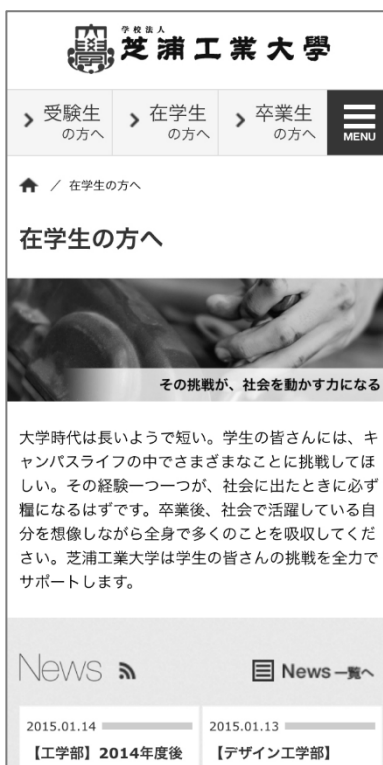 学校法人
芝浦工業大學
受験生
の方へ
在学生
の方へ
卒業生
の方へ
MENU
/ 在学生の方へ
在学生の方へ
その挑戦が、社会を動かす力になる
大学時代は長いようで短い。学生の皆さんには、キ
ャンパスライフの中でさまざまなことに挑戦してほ
しい。その経験一つ一つが、社会に出たときに必ず
糧になるはずです。卒業後、社会で活躍している自
分を想像しながら全身で多くのことを吸収してくだ
さい。芝浦工業大学は学生の皆さんの挑戦を全力で
サポートします。
News
News 一覧へ
2015.01.14
【工学部】2014年度後
2015.01.13
【デザイン工学部】